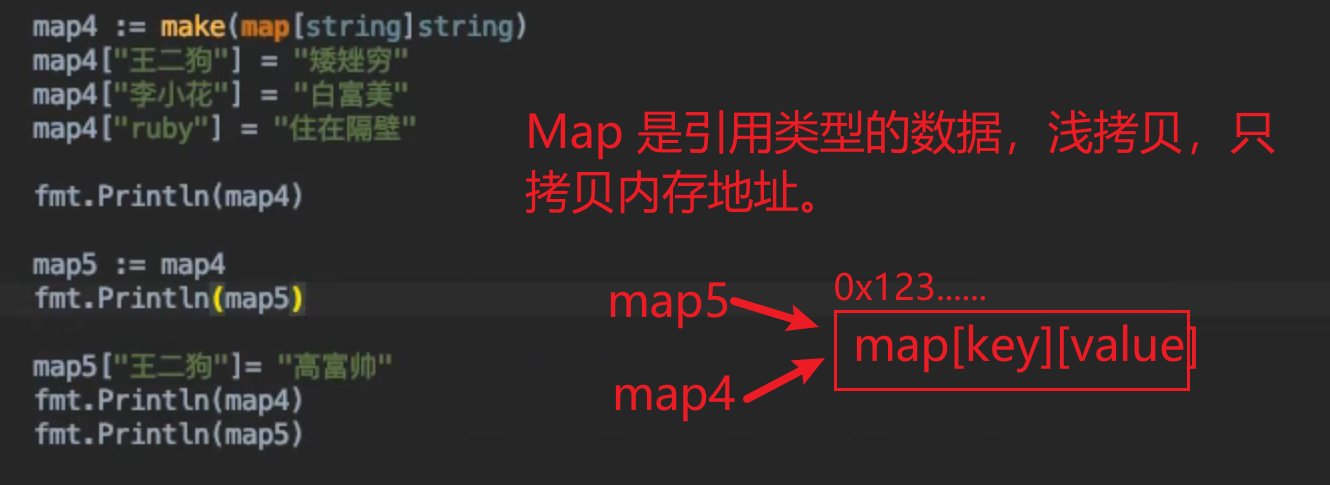 map4 := make(map[string]string)
map4["王二狗"] = "矮矬穷"
map4["李小花"] = "白富美"
map4["ruby"] = "住在隔壁"
fmt.Println(map4)
map5 := map4
fmt.Println(map5)
map5["王二狗"]= "高富帅"
fmt.Println(map4)
fmt.Println(map5)
Map 是引用类型的数据，浅拷贝，只
拷贝内存地址。
0x123......
map5
map[key][value]
map4